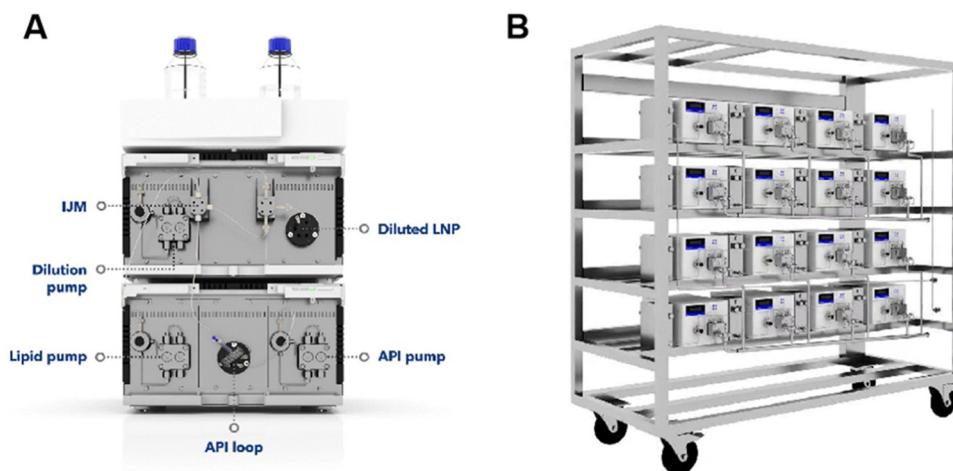 A
B
IJM
Diluted LNP
Dilution
pump
Lipid pump
API pump
API loop